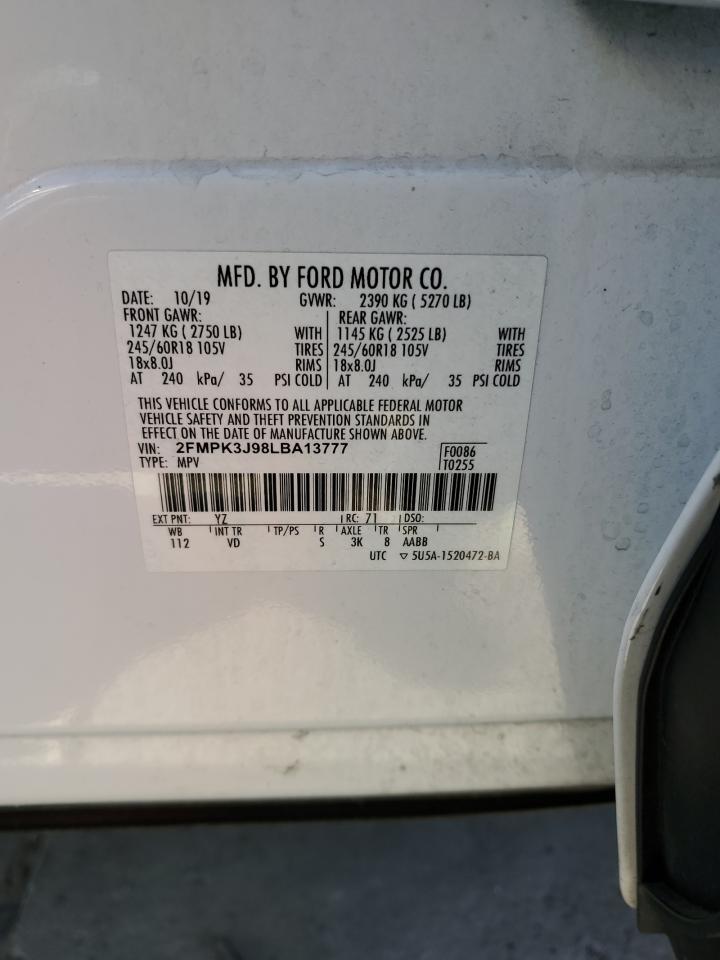 MFD. BY FORD MOTOR CO.
DATE: 10/19 GVWR: 2390 KG ( 5270 LB)
FRONT GAWR: REAR GAWR:
1247 KG ( 2750 LB) WITH 1145 KG ( 2525 LB) WITH
245/60R18 105V TIRES 245/60R18 105V TIRES
18x8.0J RIMS 18x8.0J RIMS
AT 240 kPa/ 35 PSI COLD AT 240 kPa/ 35 PSI COLD
THIS VEHICLE CONFORMS TO ALL APPLICABLE FEDERAL MOTOR
VEHICLE SAFETY AND THEFT PREVENTION STANDARDS IN
EFFECT ON THE DATE OF MANUFACTURE SHOWN ABOVE.
VIN: 2FMPK3J98LBA13777 F0086
TYPE: MPV T0255
EXT PNT: YZ RC: 71 DSO:
WB INT TR TP/PS R AXLE TR SPR
112 VD S 3K 8 AABB
UTC ▽ 5U5A-1520472-BA